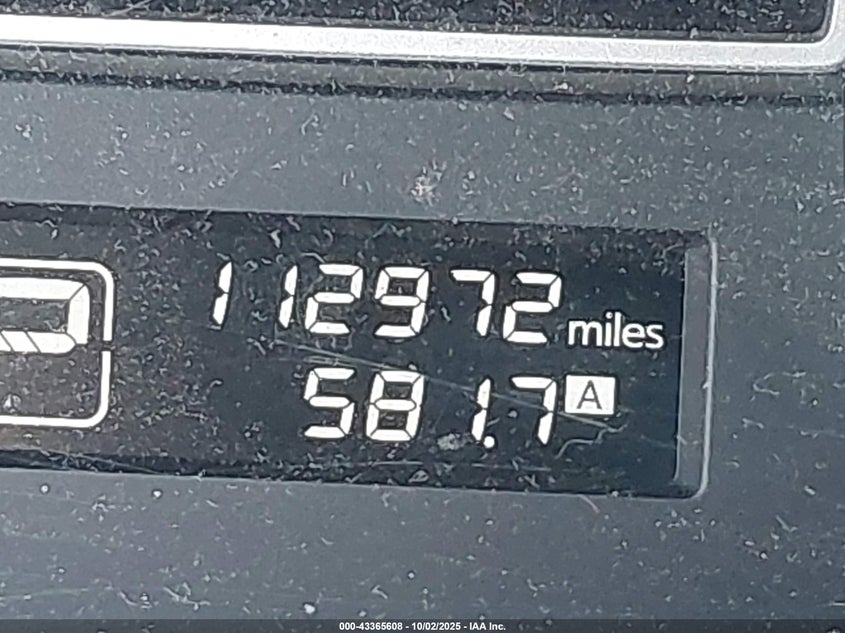 112972 miles
581.7 A
000-43365608 - 10/02/2025 - IAA Inc.